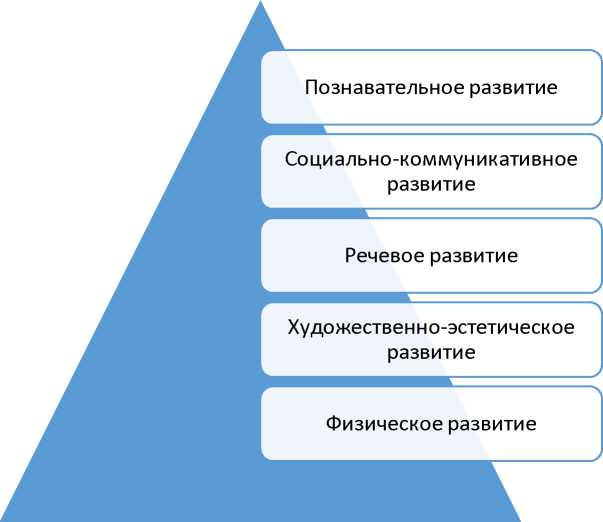 Познавательное развитие
Социально-коммуникативное
развитие
Речевое развитие
Художественно-эстетическое
развитие
Физическое развитие